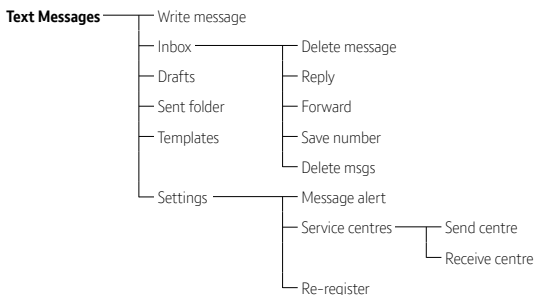 Text Messages Write message
Inbox Delete message
Drafts Reply
Sent folder Forward
Templates Save number
Delete msgs
Settings Message alert
Service centres Send centre
Receive centre
Re-register